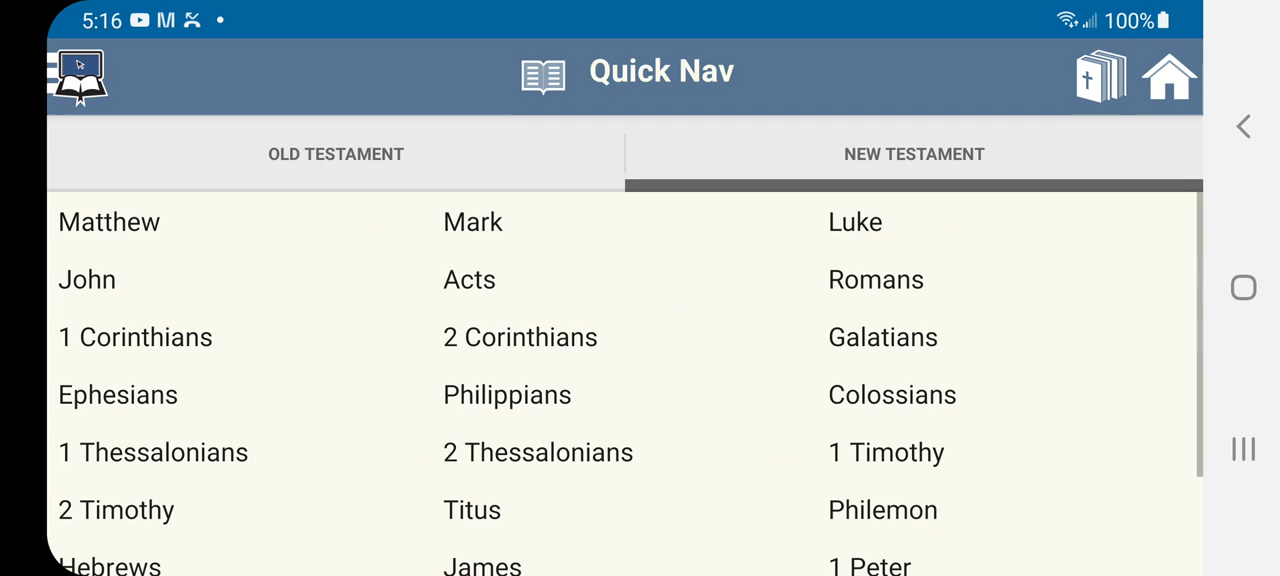 5:16 M 100%
Quick Nav
OLD TESTAMENT NEW TESTAMENT
Matthew Mark Luke
John Acts Romans
1 Corinthians 2 Corinthians Galatians
Ephesians Philippians Colossians
1 Thessalonians 2 Thessalonians 1 Timothy
2 Timothy Titus Philemon
Hebrews James 1 Peter